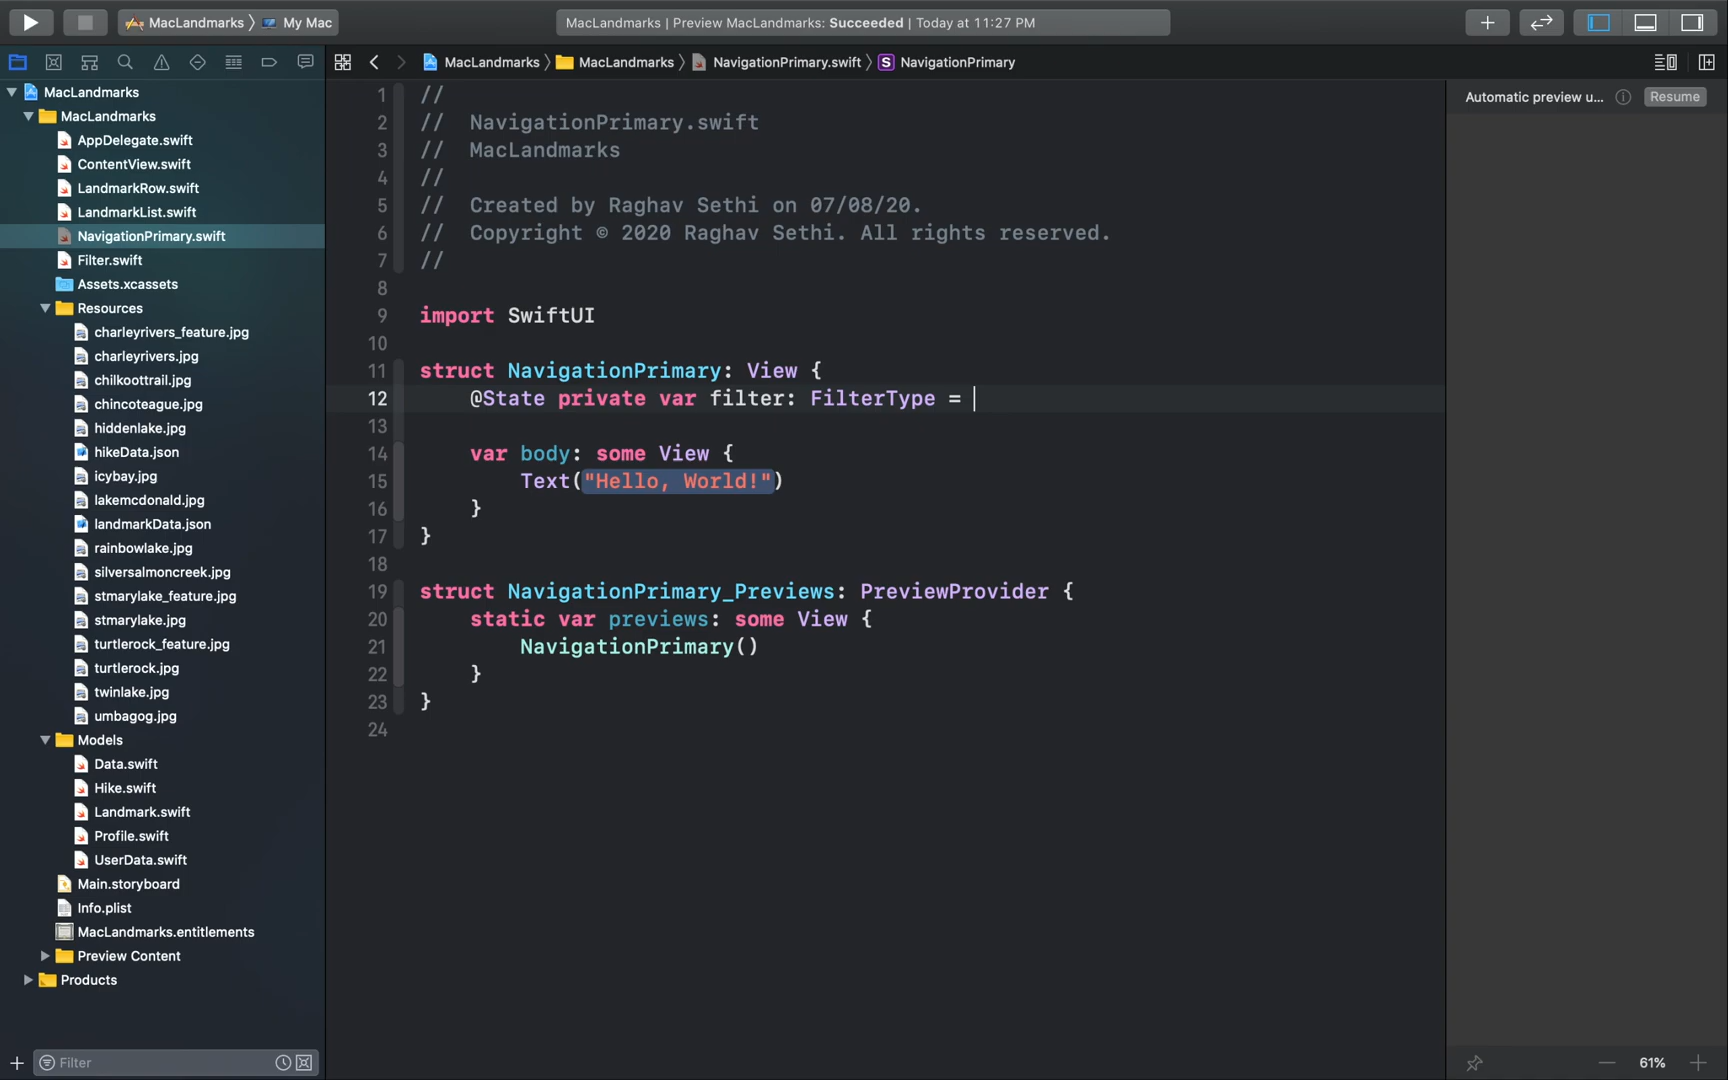 MacLandmarks
My Mac
MacLandmarks | Preview MacLandmarks: Succeeded | Today at 11:27 PM
MacLandmarks
MacLandmarks
NavigationPrimary.swift
S
NavigationPrimary
Automatic preview u...
Resume
MacLandmarks
MacLandmarks
AppDelegate.swift
ContentView.swift
LandmarkRow.swift
LandmarkList.swift
NavigationPrimary.swift
Filter.swift
Assets.xcassets
Resources
charleyrivers_feature.jpg
charleyrivers.jpg
chilkoottrail.jpg
chincoteague.jpg
hiddenlake.jpg
hikeData.json
icybay.jpg
lakemcdonald.jpg
landmarkData.json
rainbowlake.jpg
silversalmoncreek.jpg
stmarylake_feature.jpg
stmarylake.jpg
turtlerock_feature.jpg
turtlerock.jpg
twinlake.jpg
umbagog.jpg
Models
Data.swift
Hike.swift
Landmark.swift
Profile.swift
UserData.swift
Main.storyboard
Info.plist
MacLandmarks.entitlements
Preview Content
Products
Filter
1 //
2 // NavigationPrimary.swift
3 // MacLandmarks
4 //
5 // Created by Raghav Sethi on 07/08/20.
6 // Copyright © 2020 Raghav Sethi. All rights reserved.
7 //
8
9 import SwiftUI
10
11 struct NavigationPrimary: View {
12 @State private var filter: FilterType =
13
14 var body: some View {
15 Text("Hello, World!")
16 }
17 }
18
19 struct NavigationPrimary_Previews: PreviewProvider {
20 static var previews: some View {
21 NavigationPrimary()
22 }
23 }
24
61%